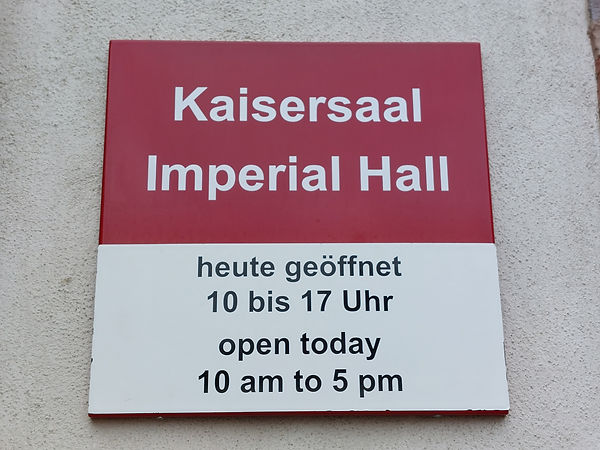 Kaisersaal
Imperial Hall
heute geöffnet
10 bis 17 Uhr
open today
10 am to 5 pm